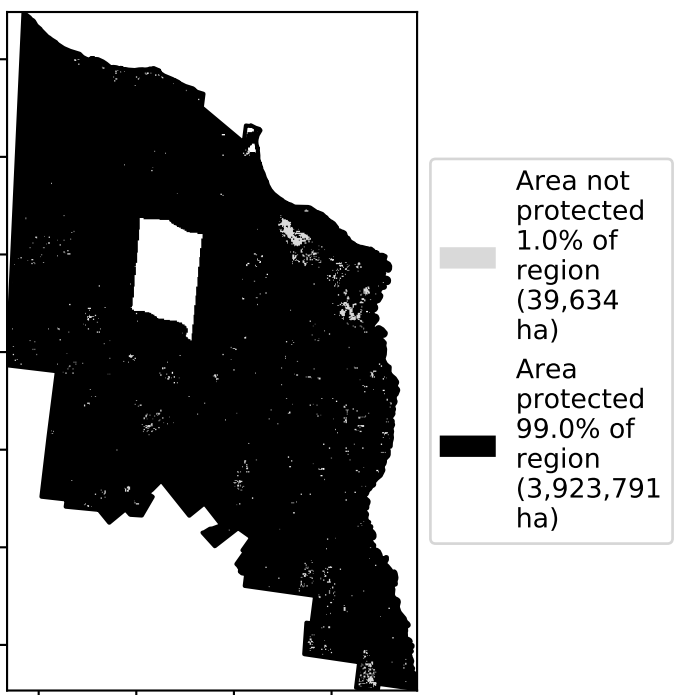 Area not
protected
1.0% of
region
(39,634
ha)
Area
protected
99.0% of
region
(3,923,791
ha)